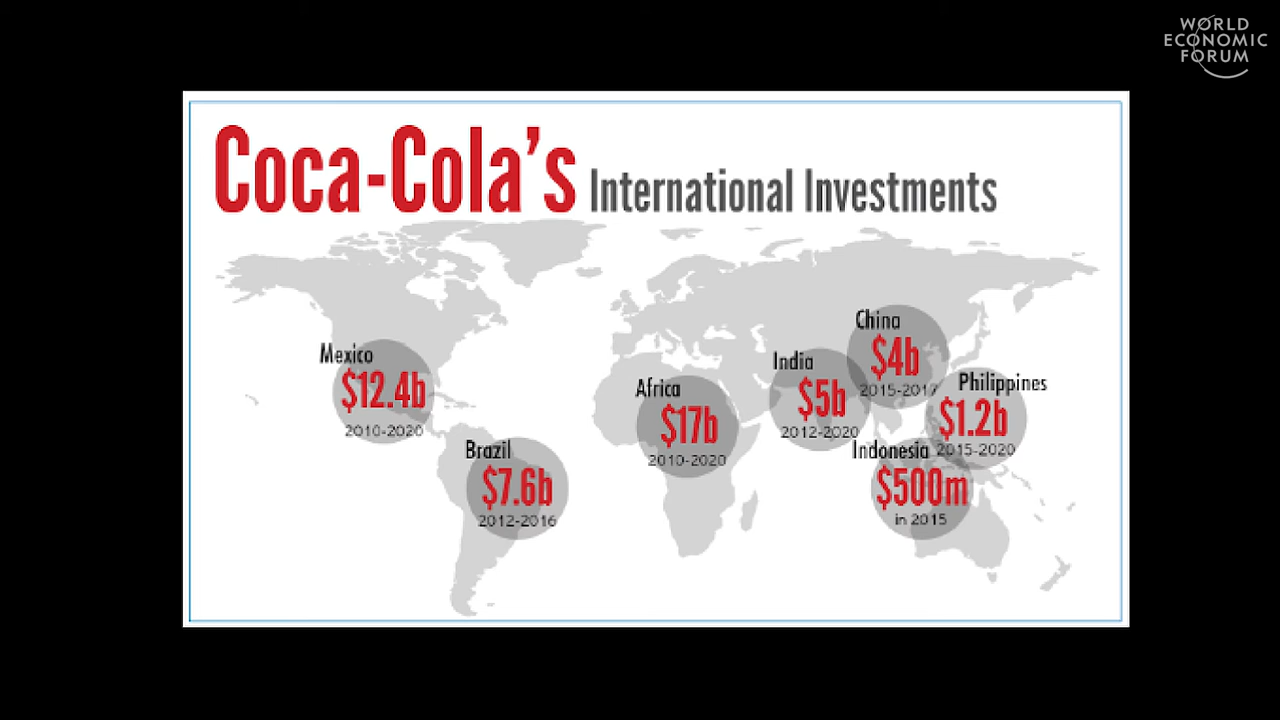 WORLD
ECONOMIC
FORUM
Coca-Cola's International Investments
Mexico
$12.4b
2010-2020
Brazil
$7.6b
2012-2016
Africa
$17b
2010-2020
India
$5b
2012-2020
China
$4b
2015-2017
Philippines
$1.2b
2015-2020
Indonesia
$500m
in 2015